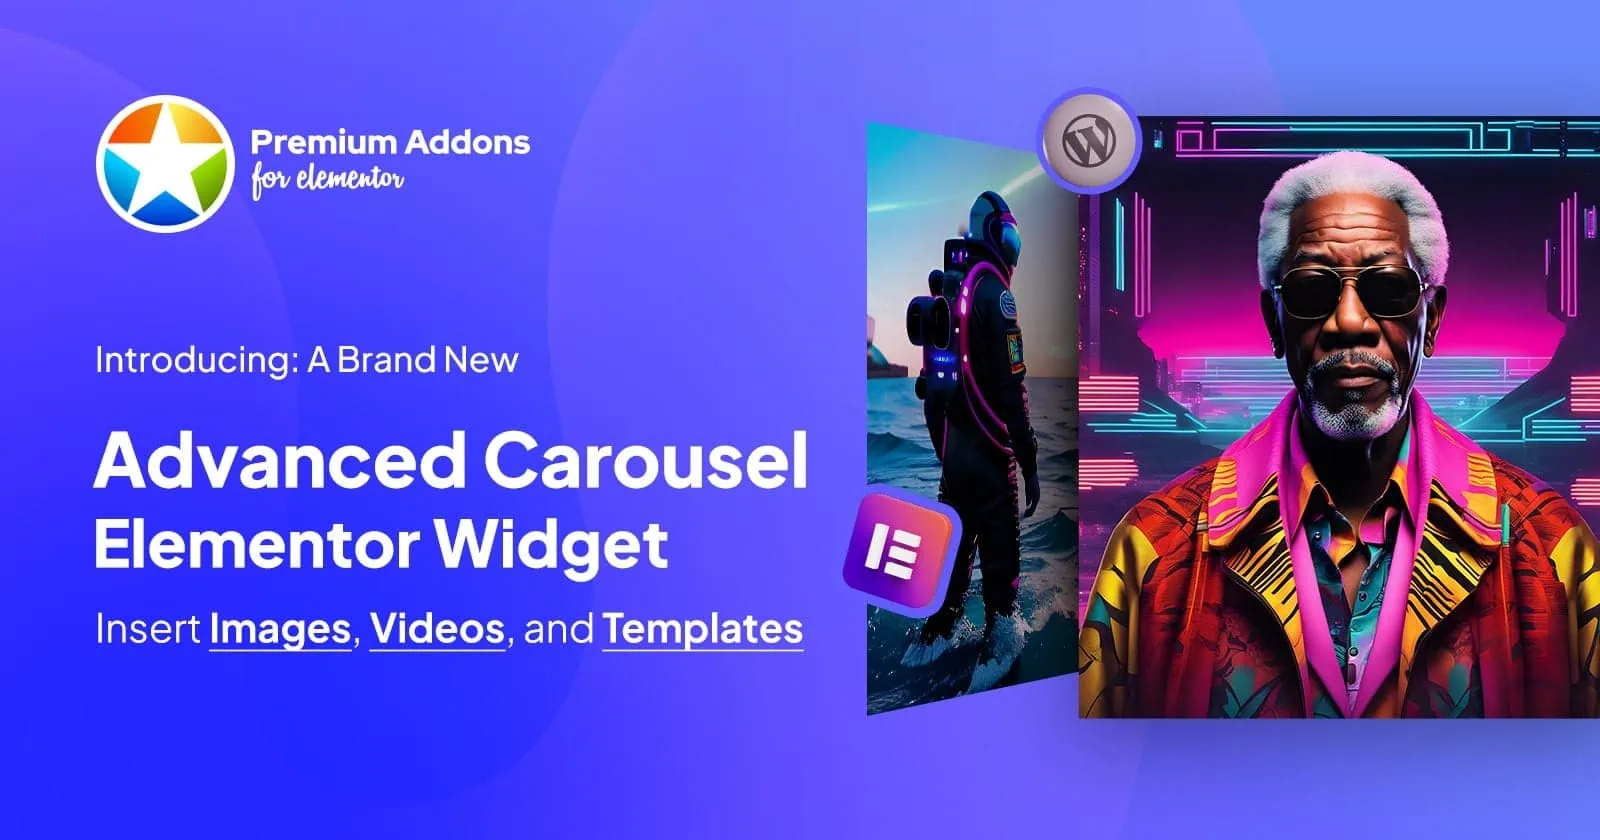 Premium Addons
for elementor
Introducing: A Brand New
Advanced Carousel
Elementor Widget
Insert Images, Videos, and Templates